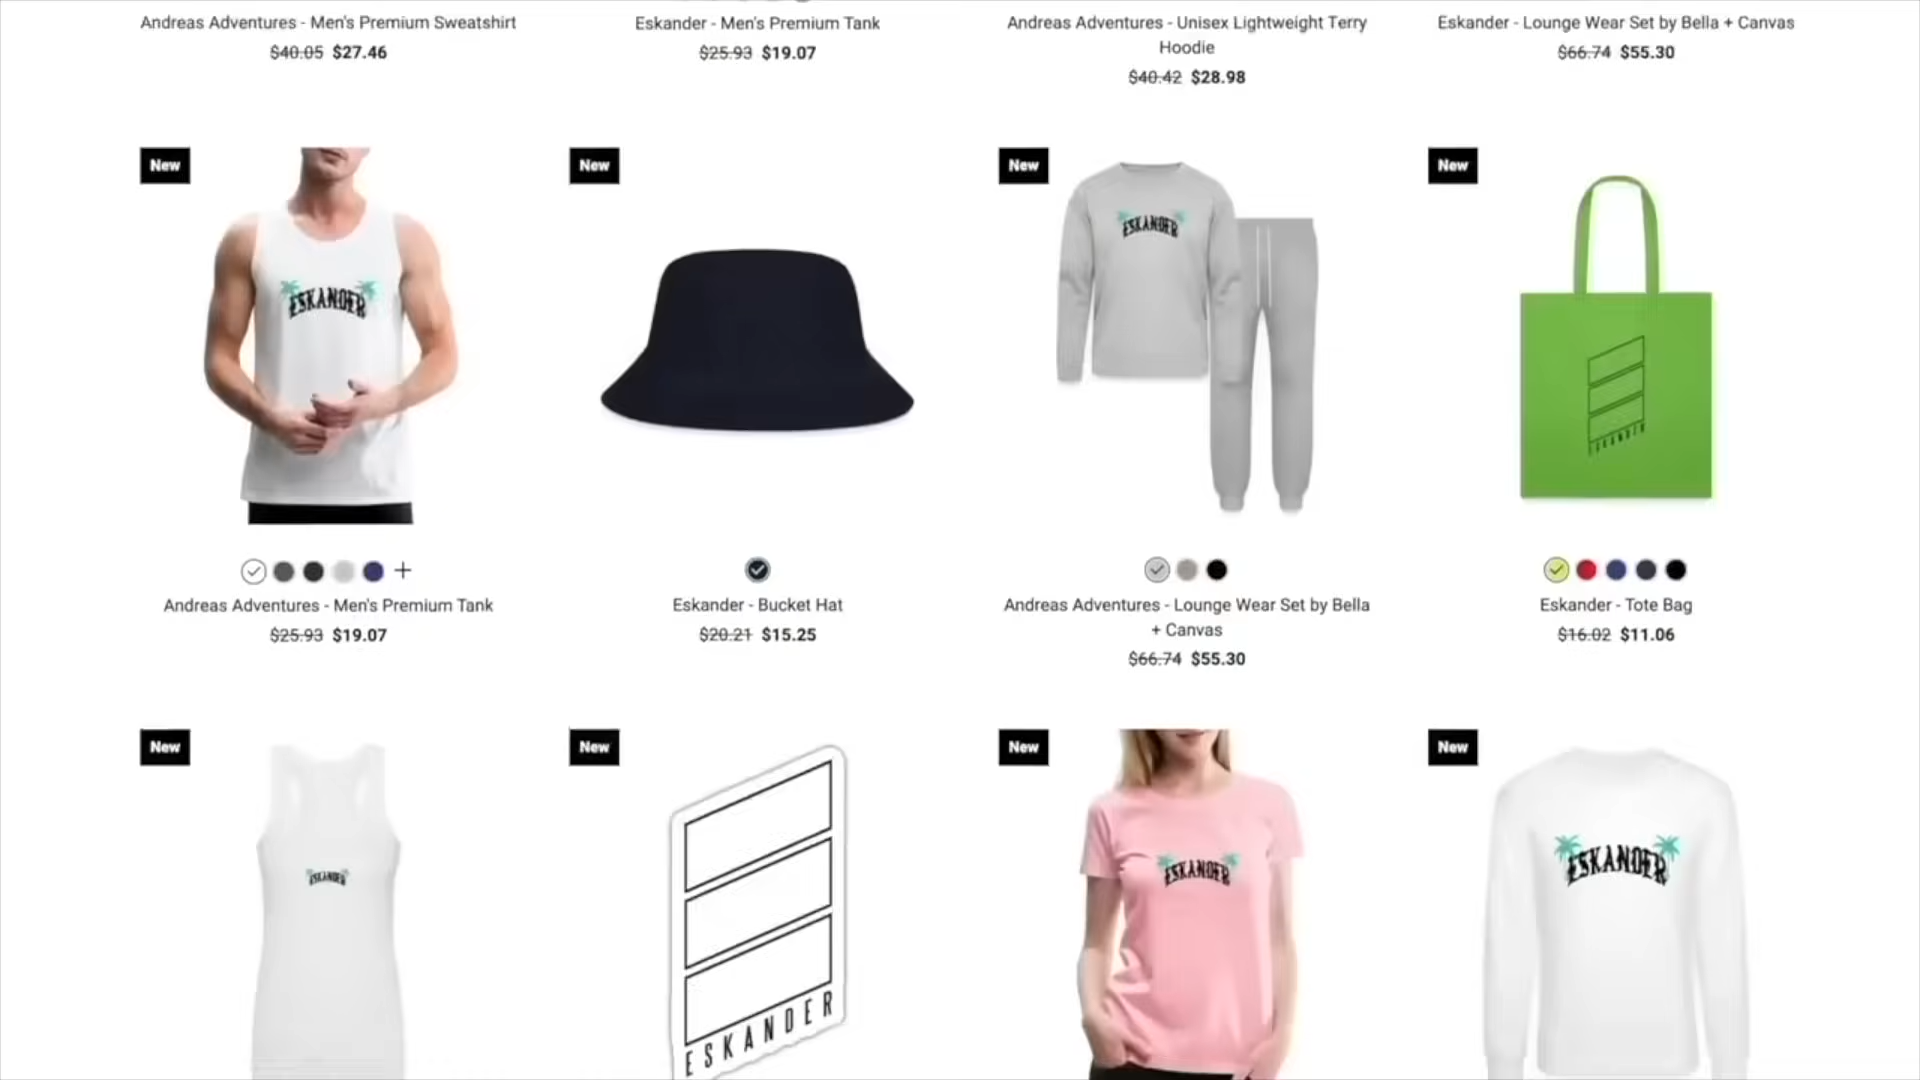 Andreas Adventures - Men's Premium Sweatshirt
$40.05 $27.46
Eskander - Men's Premium Tank
$25.93 $19.07
Andreas Adventures - Unisex Lightweight Terry
Hoodie
$40.42 $28.98
Eskander - Lounge Wear Set by Bella + Canvas
$66.74 $55.30
New
ESKANDER
Andreas Adventures - Men's Premium Tank
$25.93 $19.07
New
Eskander - Bucket Hat
$20.21 $15.25
New
ESKANDER
Andreas Adventures - Lounge Wear Set by Bella
+ Canvas
$66.74 $55.30
New
ESKANDER
Eskander - Tote Bag
$16.02 $11.06
New
ESKANDER
New
ESKANDER
New
ESKANDER
New
ESKANDER